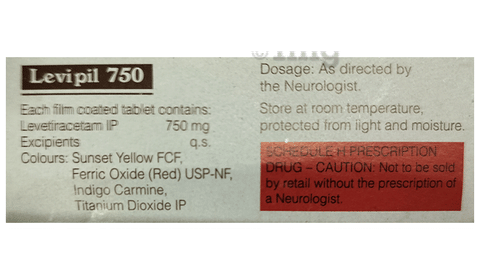 Levipil 750
Each film coated tablet contains:
Levetiracetam IP 750 mg
Excipients q.s.
Colours: Sunset Yellow FCF,
Ferric Oxide (Red) USP-NF,
Indigo Carmine,
Titanium Dioxide IP
Dosage: As directed by
the Neurologist.
Store at room temperature,
protected from light and moisture.
SCHEDULE H PRESCRIPTION
DRUG – CAUTION: Not to be sold
by retail without the prescription of
a Neurologist.